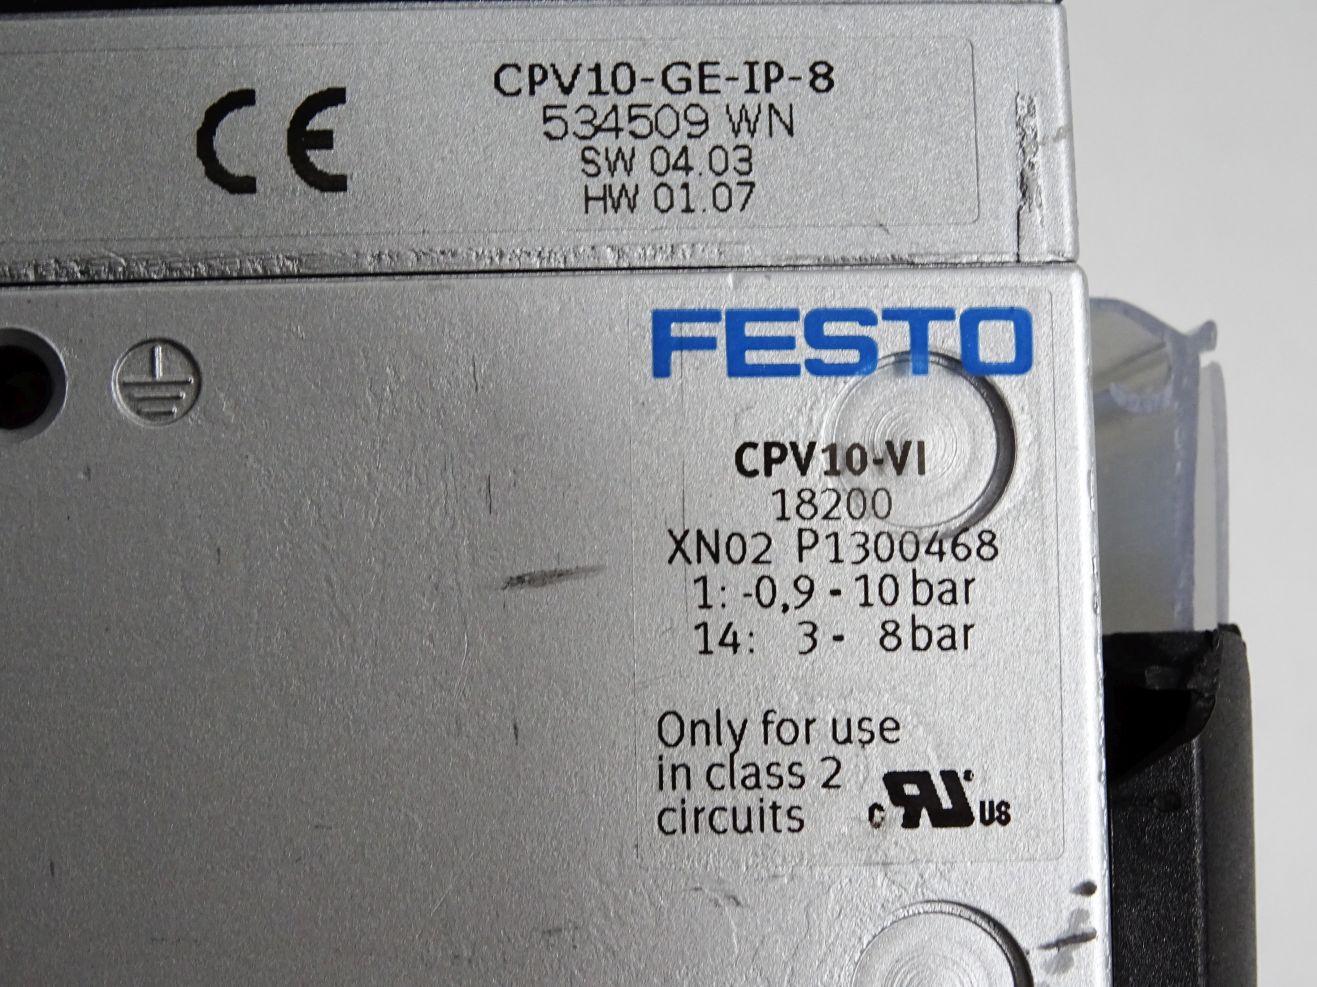 CE
CPV10-GE-IP-8
534509 WN
SW 04.03
HW 01.07
FESTO
CPV10-VI
18200
XN02 P1300468
1: -0,9 - 10 bar
14: 3 - 8 bar
Only for use
in class 2
circuits
c RU US